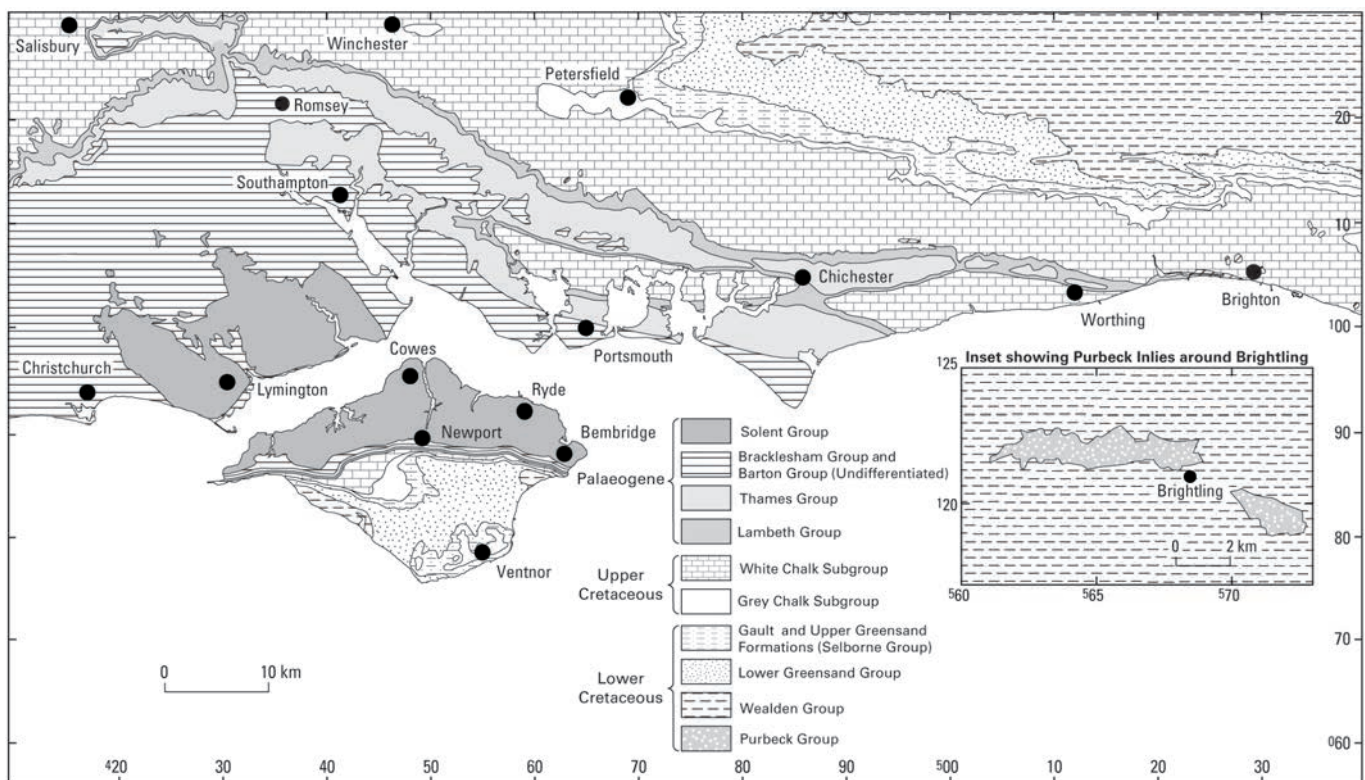 Salisbury
Winchester
Petersfield
Romsey
20
Southampton
10
Chichester
Brighton
Worthing
100
Portsmouth
Cowes
Christchurch
Lymington
Ryde
Newport
Bembridge
Ventnor
90
80
70
060
Inset showing Purbeck Inlies around Brightling
125
Brightling
120
0 2 km
560 565 570
Palaeogene
Solent Group
Bracklesham Group and
Barton Group (Undifferentiated)
Thames Group
Lambeth Group
Upper
Cretaceous
White Chalk Subgroup
Grey Chalk Subgroup
Lower
Cretaceous
Gault and Upper Greensand
Formations (Selborne Group)
Lower Greensand Group
Wealden Group
Purbeck Group
0 10 km
420 30 40 50 60 70 80 90 500 10 20 30